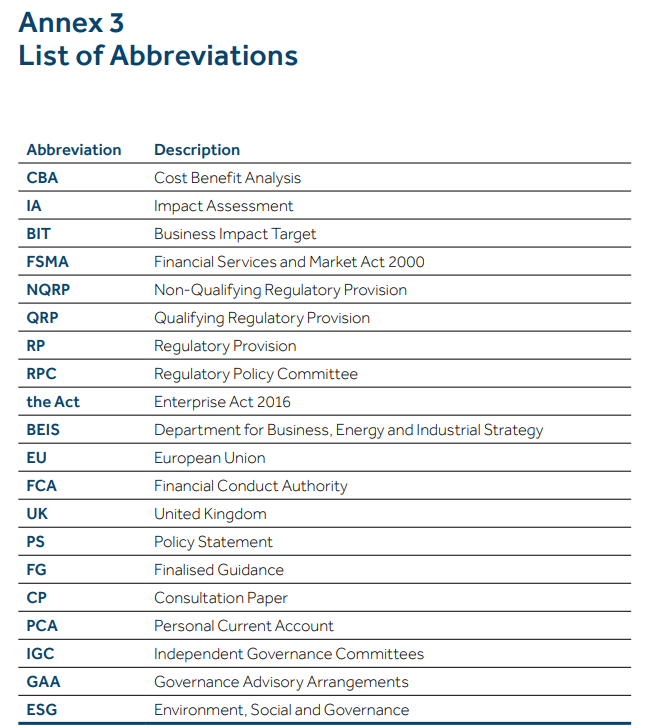 Annex 3
List of Abbreviations
Abbreviation Description
CBA Cost Benefit Analysis
IA Impact Assessment
BIT Business Impact Target
FSMA Financial Services and Market Act 2000
NQRP Non-Qualifying Regulatory Provision
QRP Qualifying Regulatory Provision
RP Regulatory Provision
RPC Regulatory Policy Committee
the Act Enterprise Act 2016
BEIS Department for Business, Energy and Industrial Strategy
EU European Union
FCA Financial Conduct Authority
UK United Kingdom
PS Policy Statement
FG Finalised Guidance
CP Consultation Paper
PCA Personal Current Account
IGC Independent Governance Committees
GAA Governance Advisory Arrangements
ESG Environment, Social and Governance